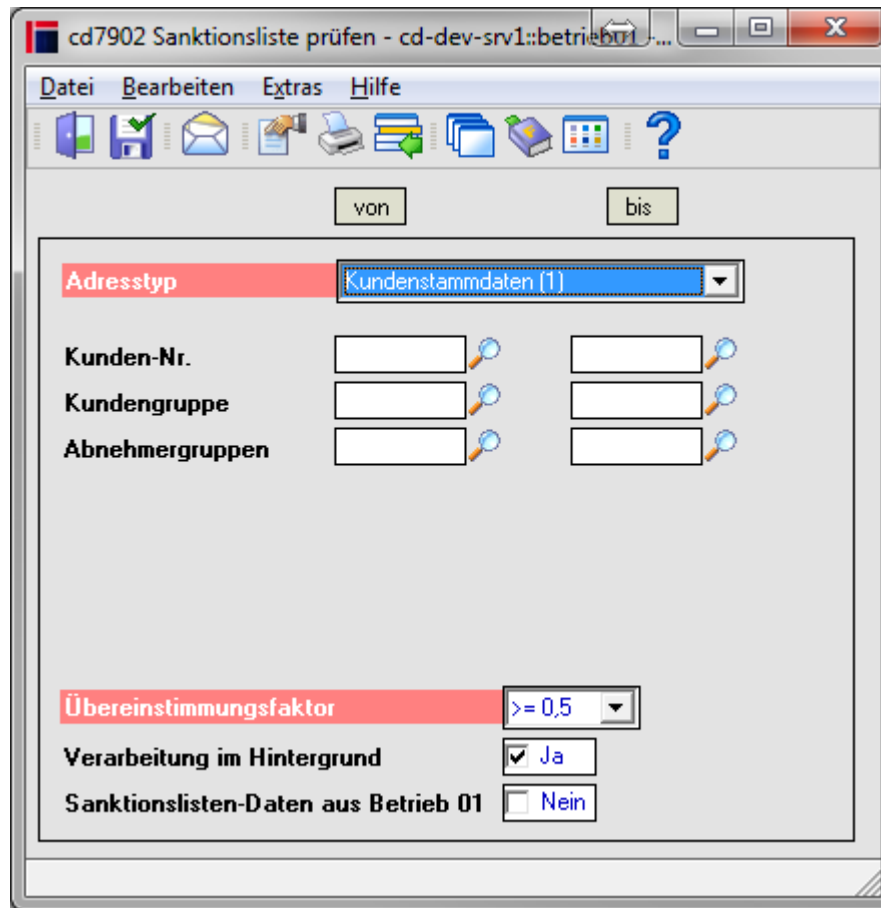 cd7902 Sanktionsliste prüfen - cd-dev-srv1::betrieb01 -...
Datei Bearbeiten Extras Hilfe
von bis
Adresstyp Kundenstammdaten (1)
Kunden-Nr.
Kundengruppe
Abnehmergruppen
Übereinstimmungsfaktor >= 0,5
Verarbeitung im Hintergrund Ja
Sanktionslisten-Daten aus Betrieb 01 Nein